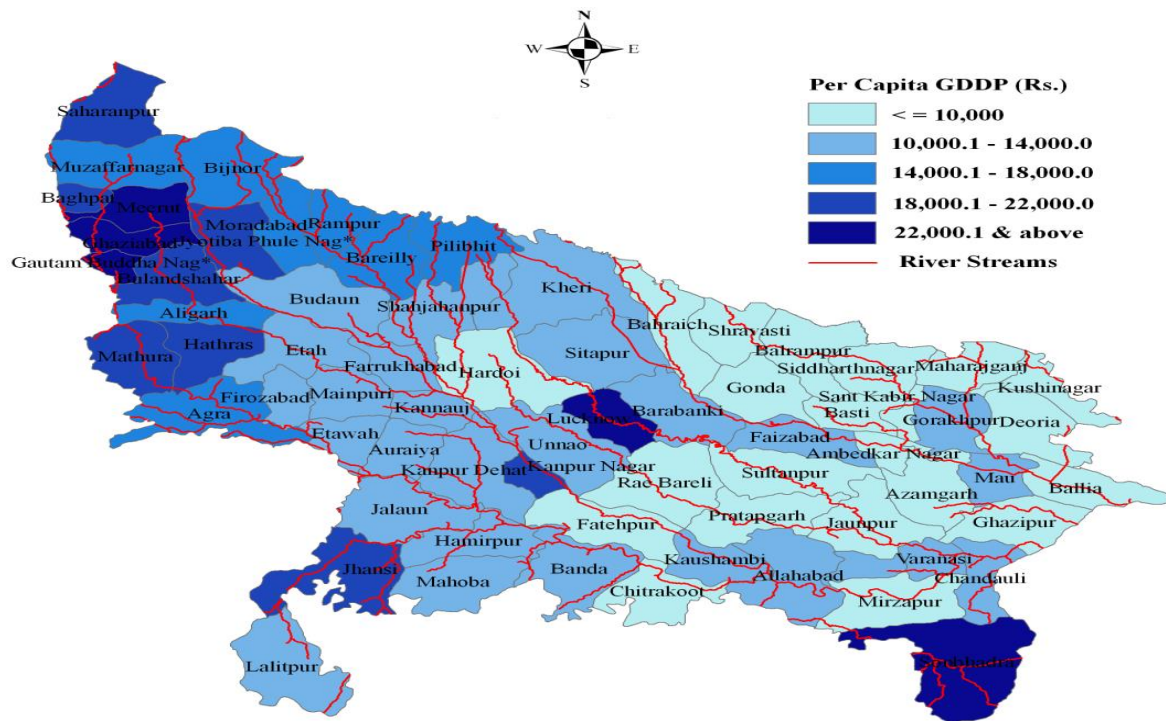 N
W E
S
Per Capita GDDP (Rs.)
< = 10,000
10,000.1 - 14,000.0
14,000.1 - 18,000.0
18,000.1 - 22,000.0
22,000.1 & above
River Streams
Saharanpur
Muzaffarnagar
Bijnor
Baghpat
Meerut
Moradabad
Rampur
Ghaziabad
Jyotiba Phule Nag*
Pilibhit
Bareilly
Gautam Buddha Nag*
Bulandshahar
Budaun
Shahjahanpur
Kheri
Aligarh
Bahraich
Shravasti
Hathras
Mathura
Etah
Sitapur
Balrampur
Farrukhabad
Hardoi
Siddharthnagar
Maharajganj
Gonda
Kushinagar
Firozabad
Mainpuri
Sant Kabir Nagar
Agra
Kannauj
Lucknow
Barabanki
Basti
Gorakhpur
Deoria
Etawah
Unnao
Faizabad
Auraiya
Ambedkar Nagar
Kanpur Dehat
Kanpur Nagar
Sultanpur
Mau
Rae Bareli
Azamgarh
Ballia
Jalaun
Pratapgarh
Fatehpur
Jaunpur
Ghazipur
Hamirpur
Kaushambi
Varanasi
Jhansi
Mahoba
Banda
Allahabad
Chandauli
Chitrakoot
Mirzapur
Lalitpur
Sonbhadra